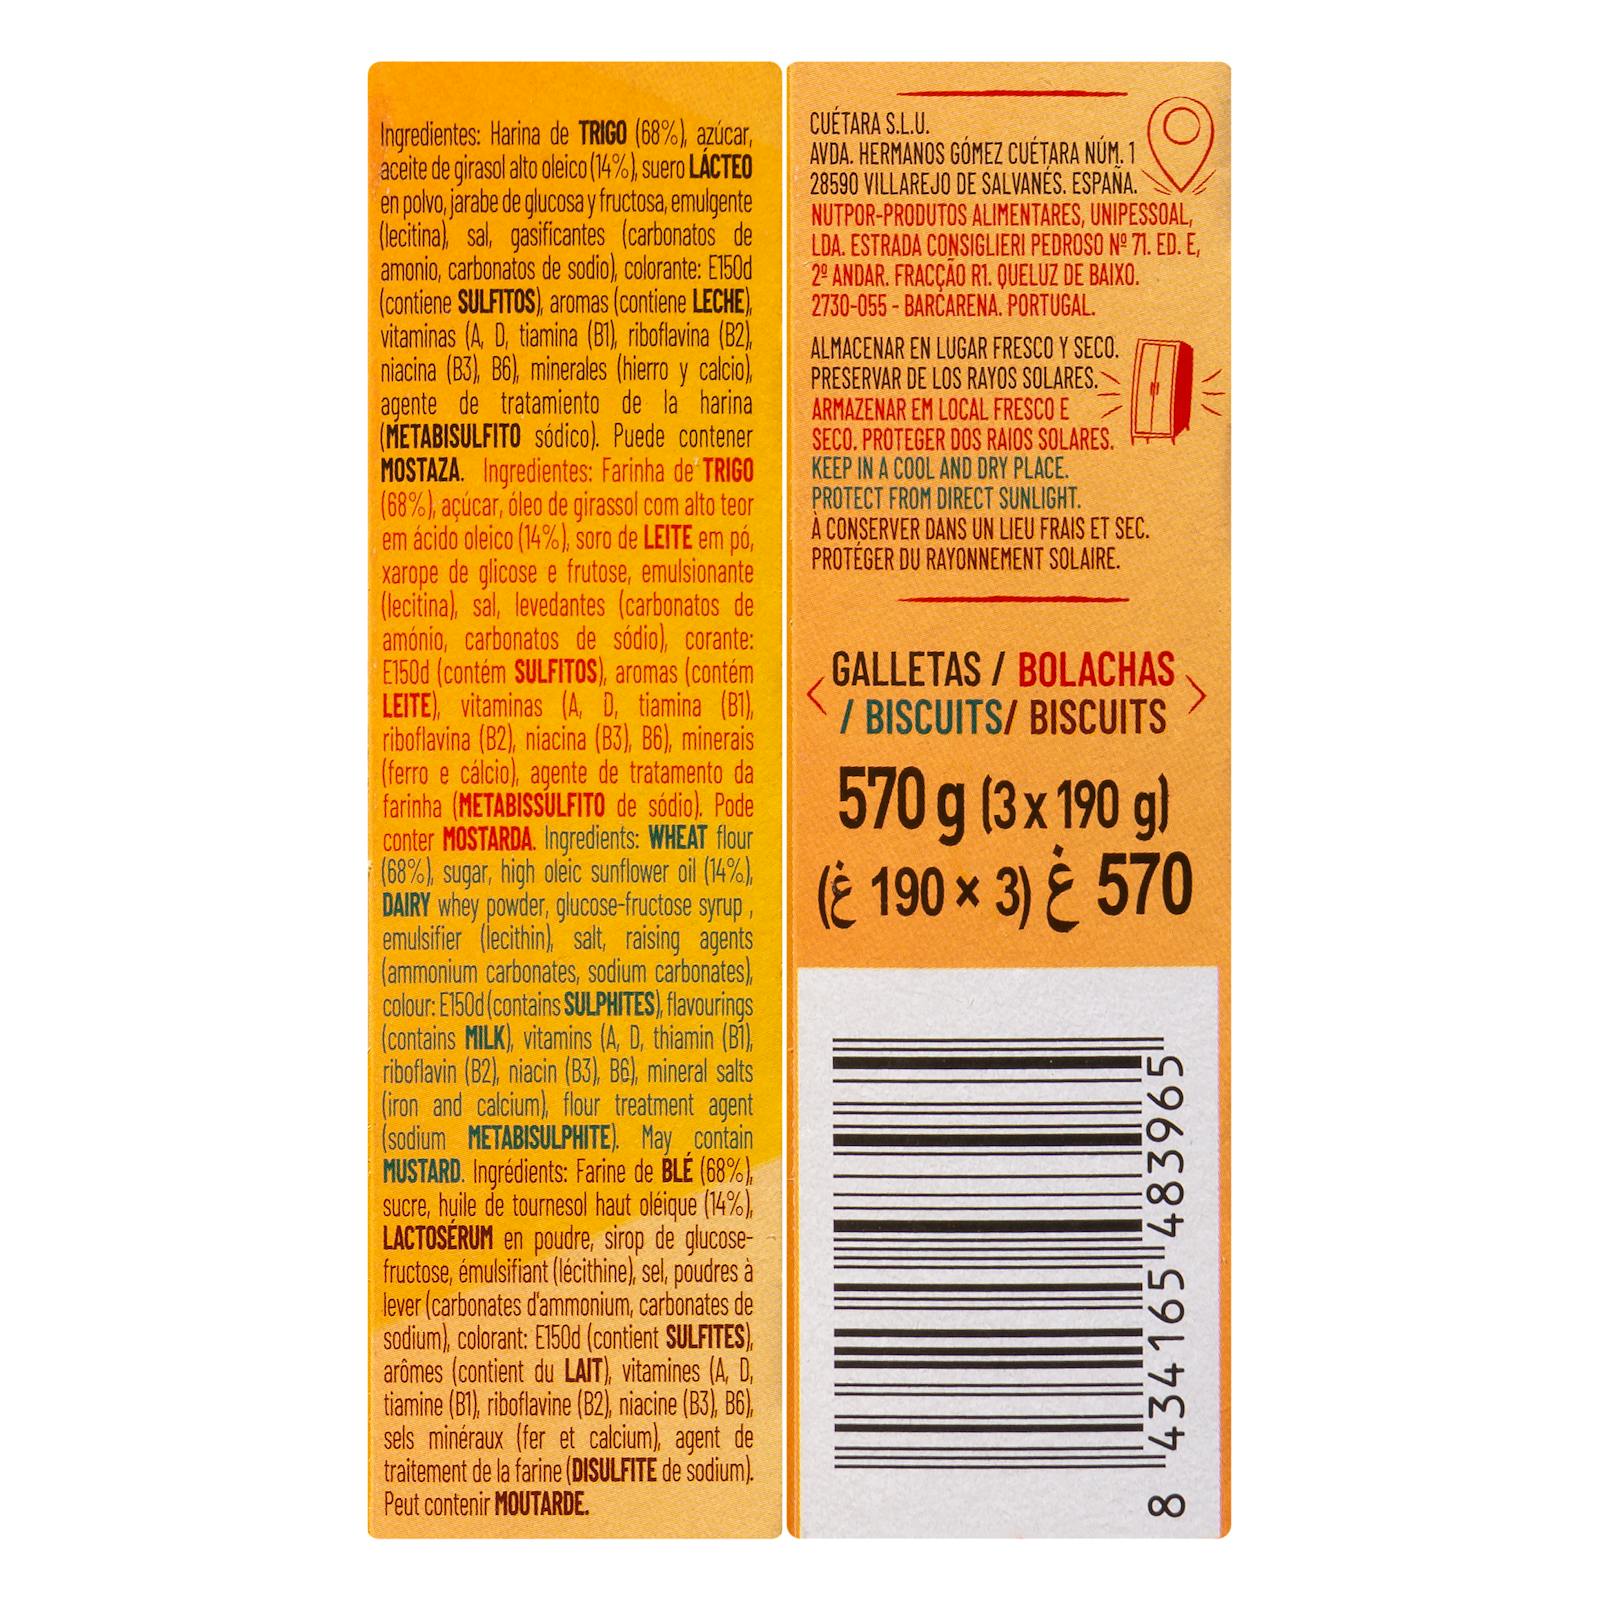 Ingredientes: Harina de TRIGO (68%), azúcar,
aceite de girasol alto oleico (14%), suero LÁCTEO
en polvo, jarabe de glucosa y fructosa, emulgente
(lecitina), sal, gasificantes (carbonatos de
amonio, carbonatos de sodio), colorante: E150d
(contiene SULFITOS), aromas (contiene LECHE),
vitaminas (A, D, tiamina (B1), riboflavina (B2),
niacina (B3), B6), minerales (hierro y calcio),
agente de tratamiento de la harina
(METABISULFITO sódico). Puede contener
MOSTAZA. Ingredientes: Farinha de TRIGO
(68%), açúcar, óleo de girassol com alto teor
em ácido oleico (14%), soro de LEITE em pó,
xarope de glicose e frutose, emulsionante
(lecitina), sal, levedantes (carbonatos de
amónio, carbonatos de sódio), corante:
E150d (contém SULFITOS), aromas (contém
LEITE), vitaminas (A, D, tiamina (B1),
riboflavina (B2), niacina (B3), B6), minerais
(ferro e cálcio), agente de tratamento da
farinha (METABISSULFITO de sódio). Pode
conter MOSTARDA. Ingredients: WHEAT flour
(68%), sugar, high oleic sunflower oil (14%),
DAIRY whey powder, glucose-fructose syrup ,
emulsifier (lecithin), salt, raising agents
(ammonium carbonates, sodium carbonates),
colour: E150d (contains SULPHITES), flavourings
(contains MILK), vitamins (A, D, thiamin (B1),
riboflavin (B2), niacin (B3), B6), mineral salts
(iron and calcium), flour treatment agent
(sodium METABISULPHITE). May contain
MUSTARD. Ingrédients: Farine de BLÉ (68%),
sucre, huile de tournesol haut oléique (14%),
LACTOSÉRUM en poudre, sirop de glucose-
fructose, émulsifiant (lécithine), sel, poudres à
lever (carbonates d'ammonium, carbonates de
sodium), colorant: E150d (contient SULFITES),
arômes (contient du LAIT), vitamines (A, D,
tiamine (B1), riboflavine (B2), niacine (B3), B6),
sels minéraux (fer et calcium), agent de
traitement de la farine (DISULFITE de sodium).
Peut contenir MOUTARDE.
CUÉTARA S.L.U.
AVDA. HERMANOS GÓMEZ CUÉTARA NÚM. 1
28590 VILLAREJO DE SALVANÉS. ESPAÑA.
NUTPOR-PRODUTOS ALIMENTARES, UNIPESSOAL,
LDA. ESTRADA CONSIGLIERI PEDROSO Nº 71. ED. E,
2º ANDAR. FRACÇÃO R1. QUELUZ DE BAIXO.
2730-055 - BARCARENA. PORTUGAL.
ALMACENAR EN LUGAR FRESCO Y SECO.
PRESERVAR DE LOS RAYOS SOLARES.
ARMAZENAR EM LOCAL FRESCO E
SECO. PROTEGER DOS RAIOS SOLARES.
KEEP IN A COOL AND DRY PLACE.
PROTECT FROM DIRECT SUNLIGHT.
À CONSERVER DANS UN LIEU FRAIS ET SEC.
PROTÉGER DU RAYONNEMENT SOLAIRE.
GALLETAS / BOLACHAS
/ BISCUITS/ BISCUITS
570 g (3 x 190 g)
570 غ (3 × 190 غ)
8 434165 483965